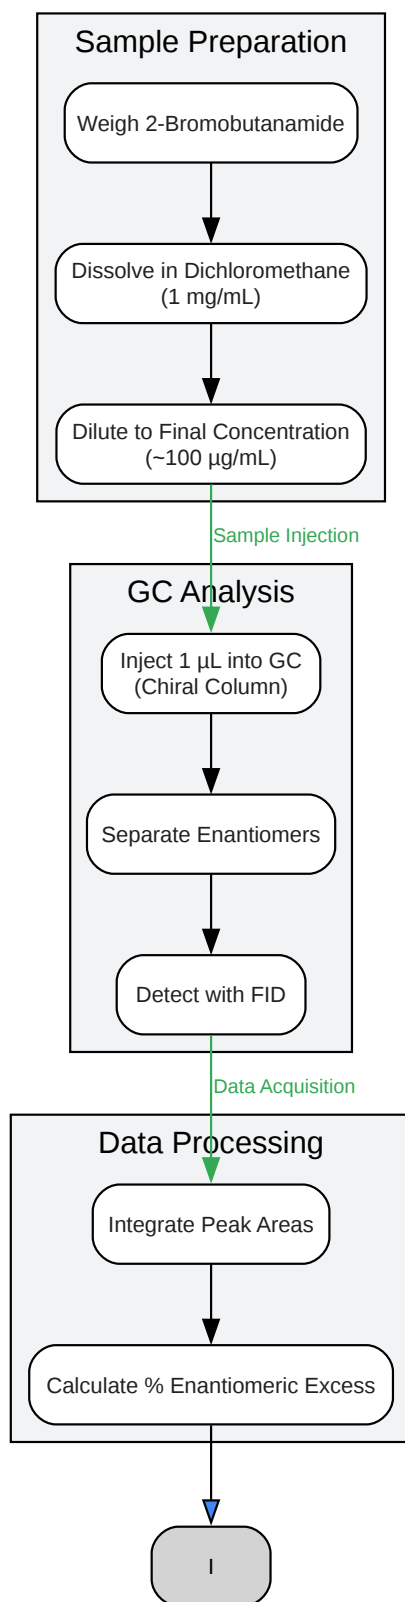 Sample Preparation
Weigh 2-Bromobutanamide
Dissolve in Dichloromethane
(1 mg/mL)
Dilute to Final Concentration
(~100 µg/mL)
Sample Injection
GC Analysis
Inject 1 µL into GC
(Chiral Column)
Separate Enantiomers
Detect with FID
Data Acquisition
Data Processing
Integrate Peak Areas
Calculate % Enantiomeric Excess
I